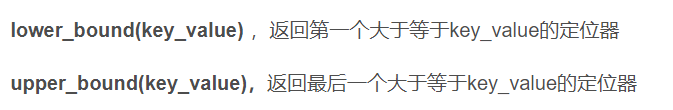 lower_bound(key_value) ，返回第一个大于等于key_value的定位器
upper_bound(key_value)，返回最后一个大于等于key_value的定位器